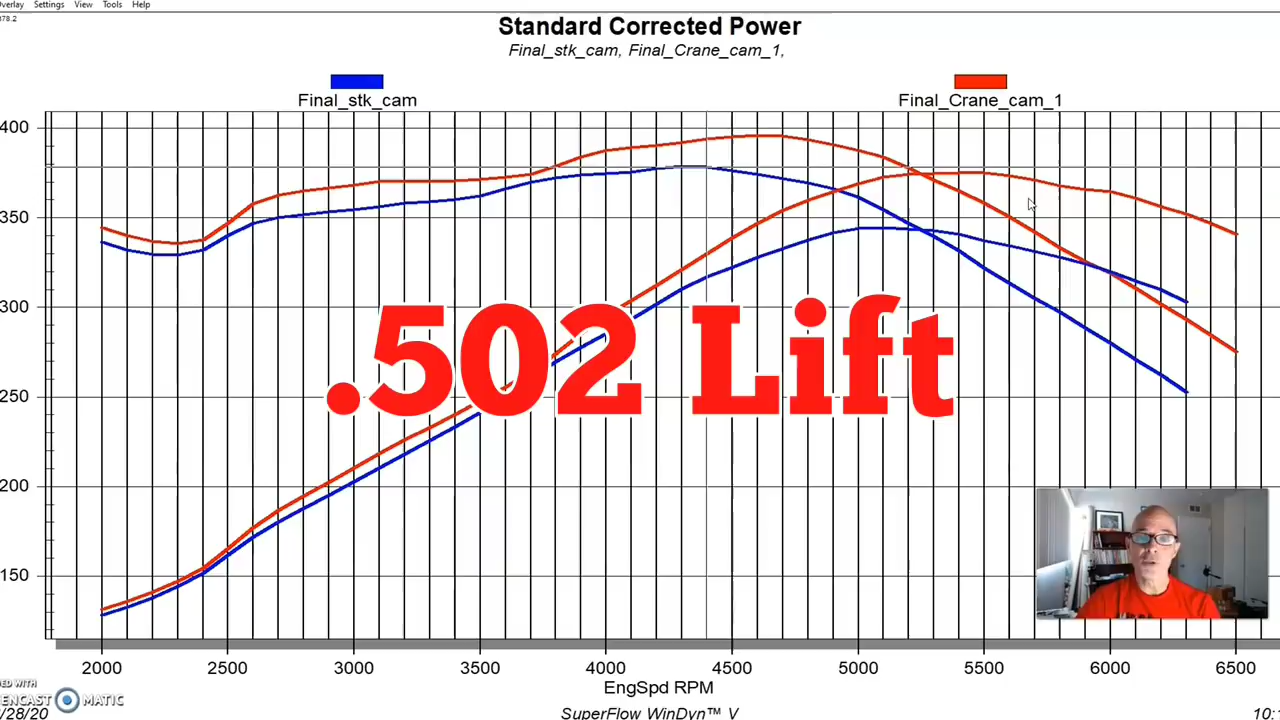 Settings View Tools Help
Standard Corrected Power
Final_stk_cam, Final_Crane_cam_1,
Final_stk_cam
Final_Crane_cam_1
400
350
300
250
200
150
.502 Lift
2000 2500 3000 3500 4000 4500 5000 5500 6000 6500
EngSpd RPM
MATIC
SuperFlow WinDyn™ V